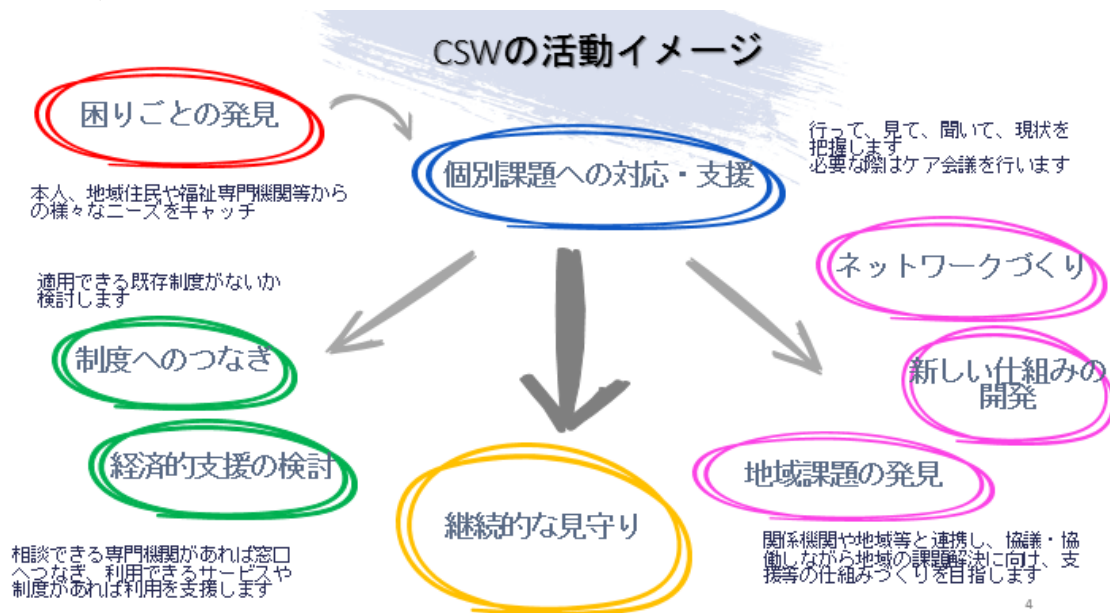 CSWの活動イメージ
困りごとの発見
本人、地域住民や福祉専門機関等から
の様々なニーズをキャッチ
個別課題への対応・支援
行って、見て、聞いて、現状を
把握します
必要な際はケア会議を行います
適用できる既存制度がないか
検討します
制度へのつなぎ
経済的支援の検討
相談できる専門機関があれば窓口
へつなぎ、利用できるサービスや
制度があれば利用を支援します
継続的な見守り
ネットワークづくり
新しい仕組みの
開発
地域課題の発見
関係機関や地域等と連携し、協議・協
働しながら地域の課題解決に向け、支
援等の仕組みづくりを目指します
4